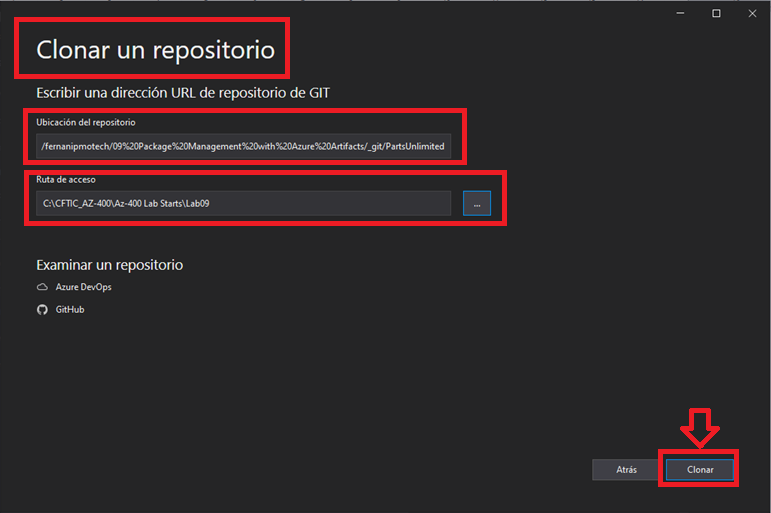 Clonar un repositorio
Escribir una dirección URL de repositorio de GIT
Ubicación del repositorio
/fernanipmotech/09%20Package%20Management%20with%20Azure%20Artifacts/_git/PartsUnlimited
Ruta de acceso
C:\CFTIC_AZ-400\Az-400 Lab Starts\Lab09
...
Examinar un repositorio
Azure DevOps
GitHub
Atrás
Clonar